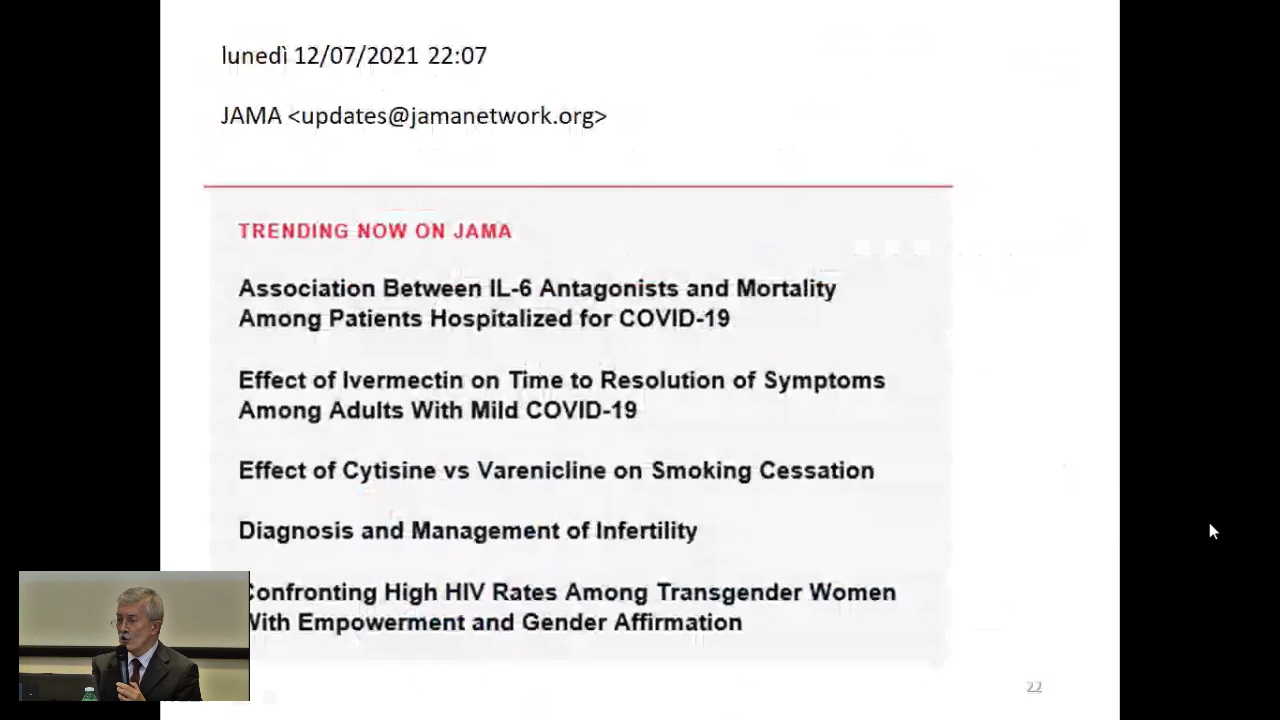 lunedì 12/07/2021 22:07
JAMA <updates@jamanetwork.org>
TRENDING NOW ON JAMA
Association Between IL-6 Antagonists and Mortality
Among Patients Hospitalized for COVID-19
Effect of Ivermectin on Time to Resolution of Symptoms
Among Adults With Mild COVID-19
Effect of Cytisine vs Varenicline on Smoking Cessation
Diagnosis and Management of Infertility
Confronting High HIV Rates Among Transgender Women
With Empowerment and Gender Affirmation
22